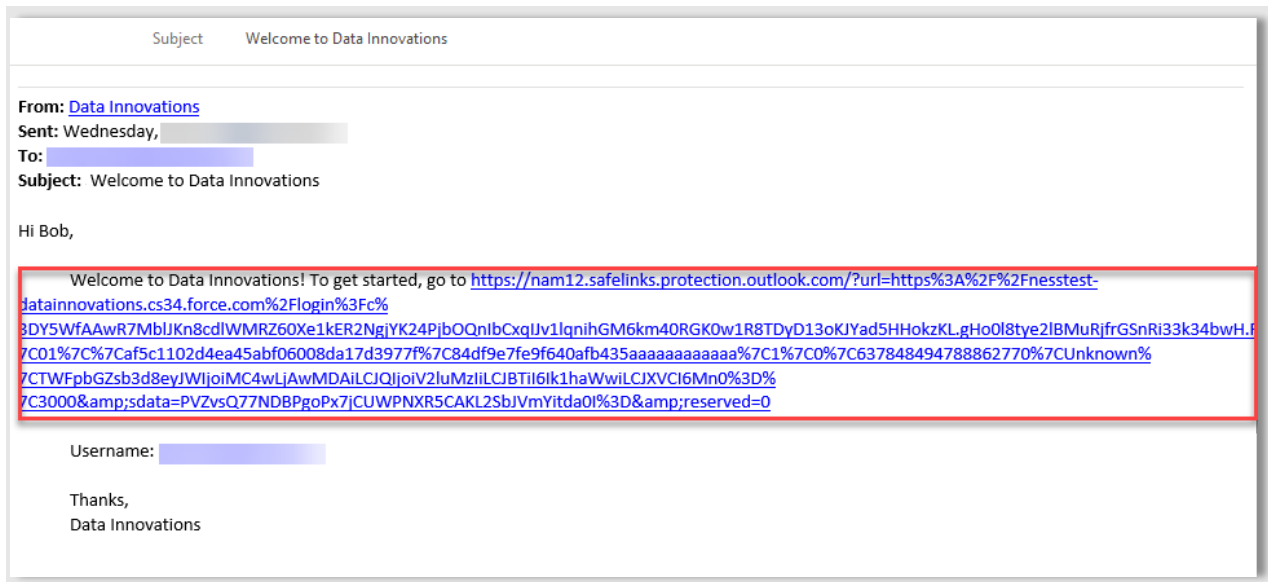 Subject Welcome to Data Innovations
From: Data Innovations
Sent: Wednesday,
To:
Subject: Welcome to Data Innovations
Hi Bob,
Welcome to Data Innovations! To get started, go to https://nam12.safelinks.protection.outlook.com/?url=https%3A%2F%2Fnesstest-
datainnovations.cs34.force.com%2Flogin%3Fc%
3DY5WfAAwR7MblJKn8cdlWMRZ60Xe1kER2NgjYK24PjbOQnIbCxqIJv1lqnihGM6km40RGK0w1R8TDyD13oKJYad5HHokzKL.gHo0l8tye2lBMuRjfrGSnRi33k34bwH.F
7C01%7C%7Caf5c1102d4ea45abf06008da17d3977f%7C84df9e7fe9f640afb435aaaaaaaaaaaa%7C1%7C0%7C637848494788862770%7CUnknown%
7CTWFpbGZsb3d8eyJWIjoiMC4wLjAwMDAiLCJQIjoiV2luMzIiLCJBTiI6Ik1haWwiLCJXVCI6Mn0%3D%
7C3000&amp;sdata=PVZvsQ77NDBPgoPx7jCUWPNXR5CAKL2SbJVmYitda0I%3D&amp;reserved=0
Username:
Thanks,
Data Innovations